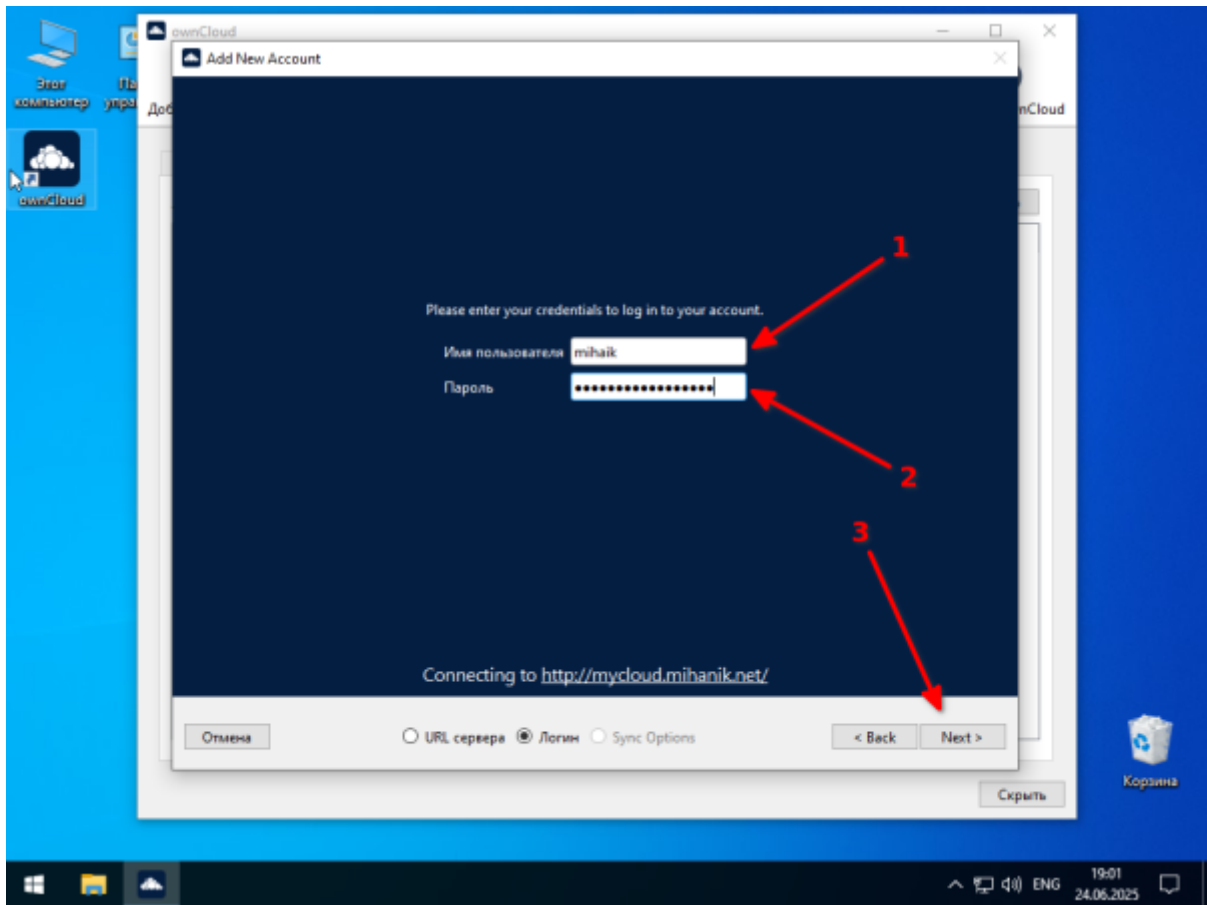 ownCloud
Add New Account
Этот
компьютер
Па
упра
Доб
nCloud
ownCloud
1
Please enter your credentials to log in to your account.
Имя пользователя
mihaik
Пароль
•••••••••••••••••
2
3
Connecting to http://mycloud.mihanik.net/
Отмена
URL сервера
Логин
Sync Options
< Back
Next >
Скрыть
Корзина
ENG
19:01
24.06.2025